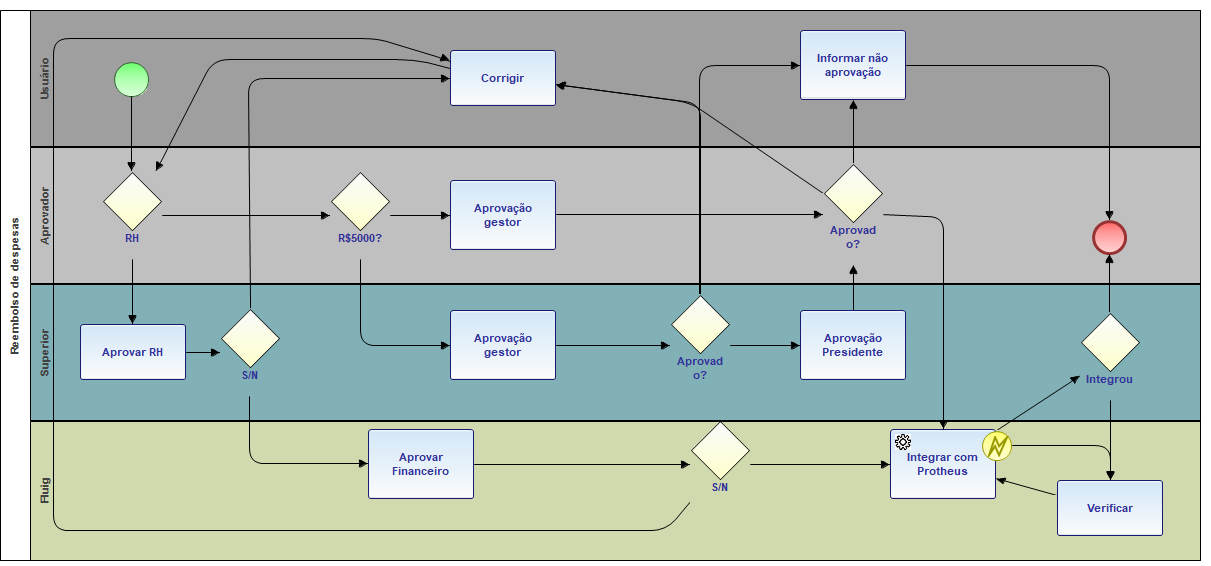 Reembolso de despesas
Usuário
Corrigir
Informar não
aprovação
Aprovador
RH
R$5000?
Aprovação
gestor
Aprovad
o?
Superior
Aprovar RH
S/N
Aprovação
gestor
Aprovad
o?
Aprovação
Presidente
Integrou
Fluig
Aprovar
Financeiro
S/N
Integrar com
Protheus
Verificar